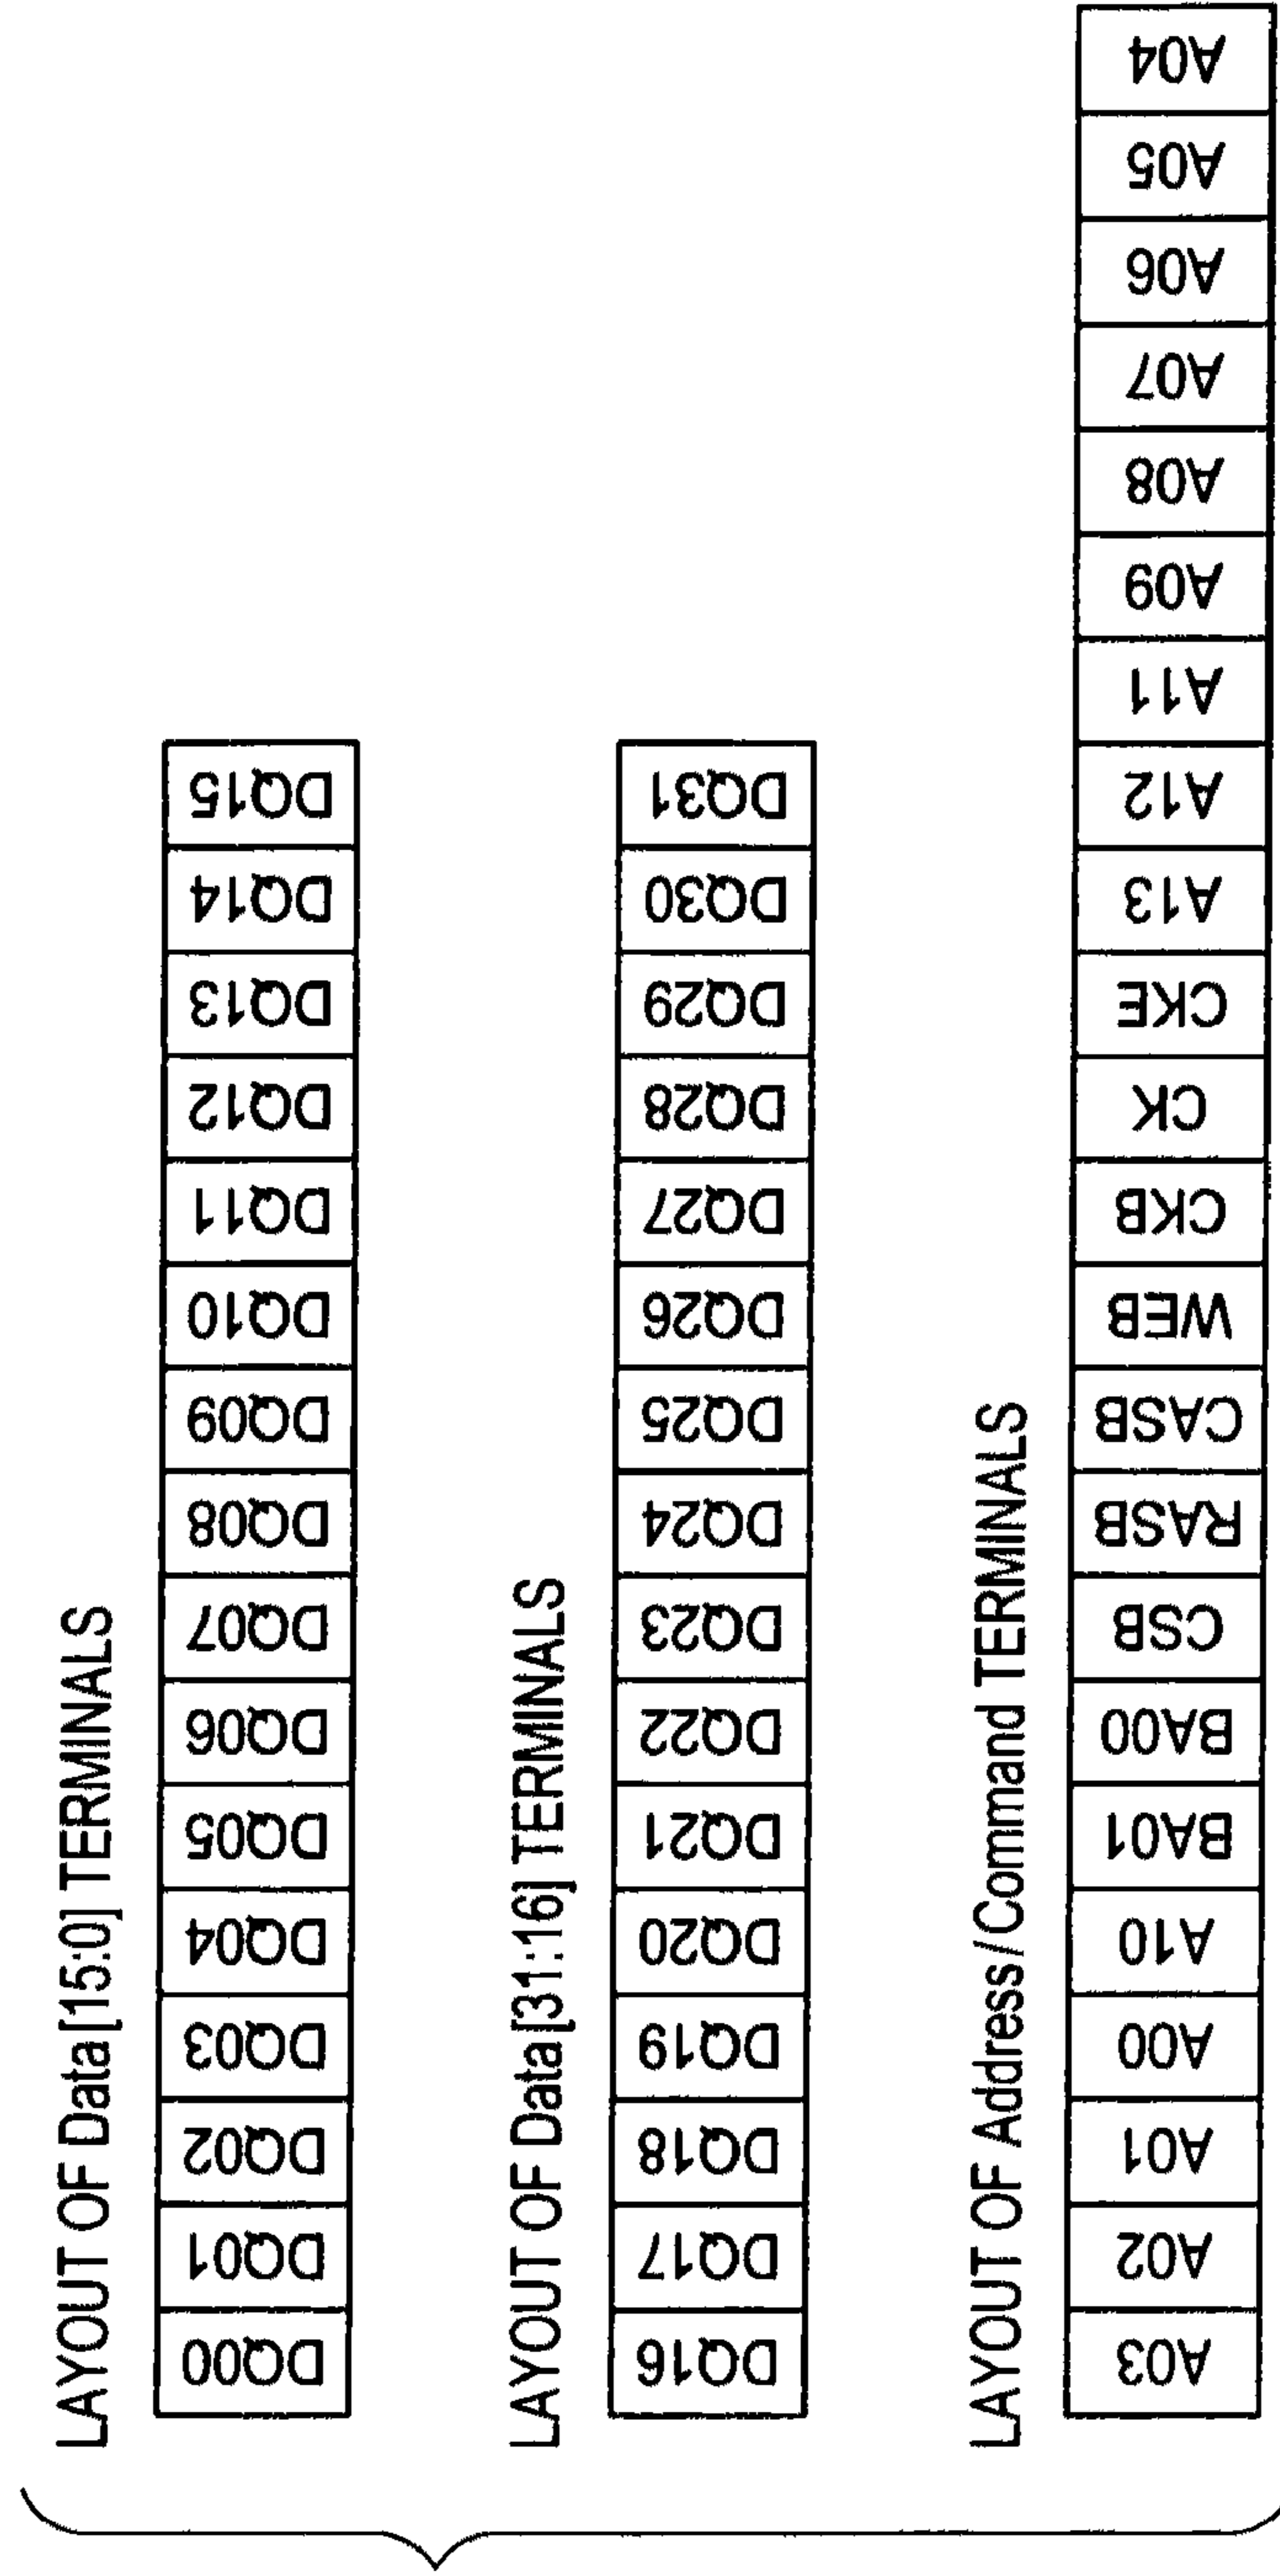 LAYOUT OF Data [15:0] TERMINALS
DQ00
DQ01
DQ02
DQ03
DQ04
DQ05
DQ06
DQ07
DQ08
DQ09
DQ10
DQ11
DQ12
DQ13
DQ14
DQ15
LAYOUT OF Data [31:16] TERMINALS
DQ16
DQ17
DQ18
DQ19
DQ20
DQ21
DQ22
DQ23
DQ24
DQ25
DQ26
DQ27
DQ28
DQ29
DQ30
DQ31
LAYOUT OF Address/Command TERMINALS
A03
A02
A01
A00
A10
BA01
BA00
CSB
RASB
CASB
WEB
CKB
CK
CKE
A13
A12
A11
A09
A08
A07
A06
A05
A04